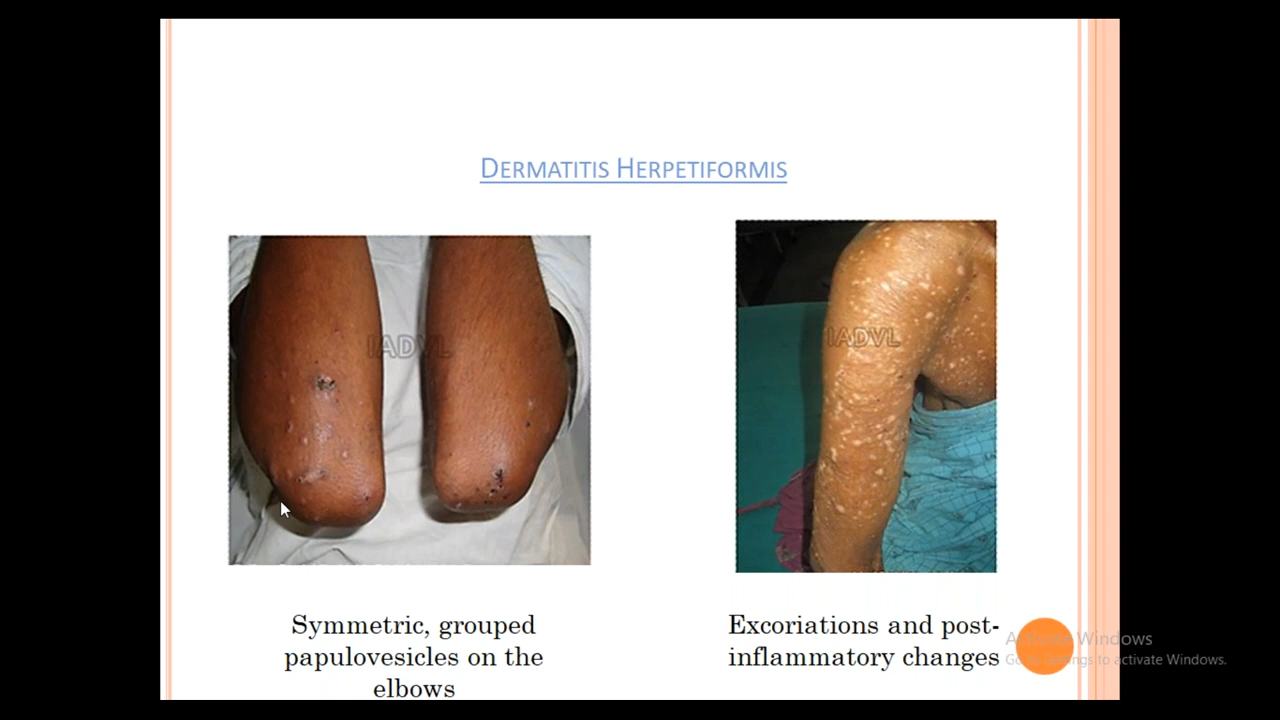 DERMATITIS HERPETIFORMIS
IADVL
IADVL
Symmetric, grouped
papulovesicles on the
elbows
Excoriations and post-
inflammatory changes
Activate Windows
Go to Settings to activate Windows.